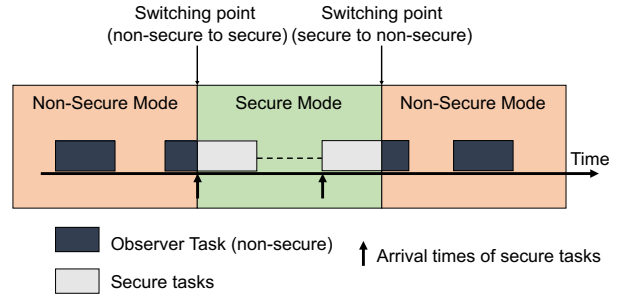 Switching point
(non-secure to secure)
Switching point
(secure to non-secure)
Non-Secure Mode
Secure Mode
Non-Secure Mode
Time
Observer Task (non-secure)
Arrival times of secure tasks
Secure tasks